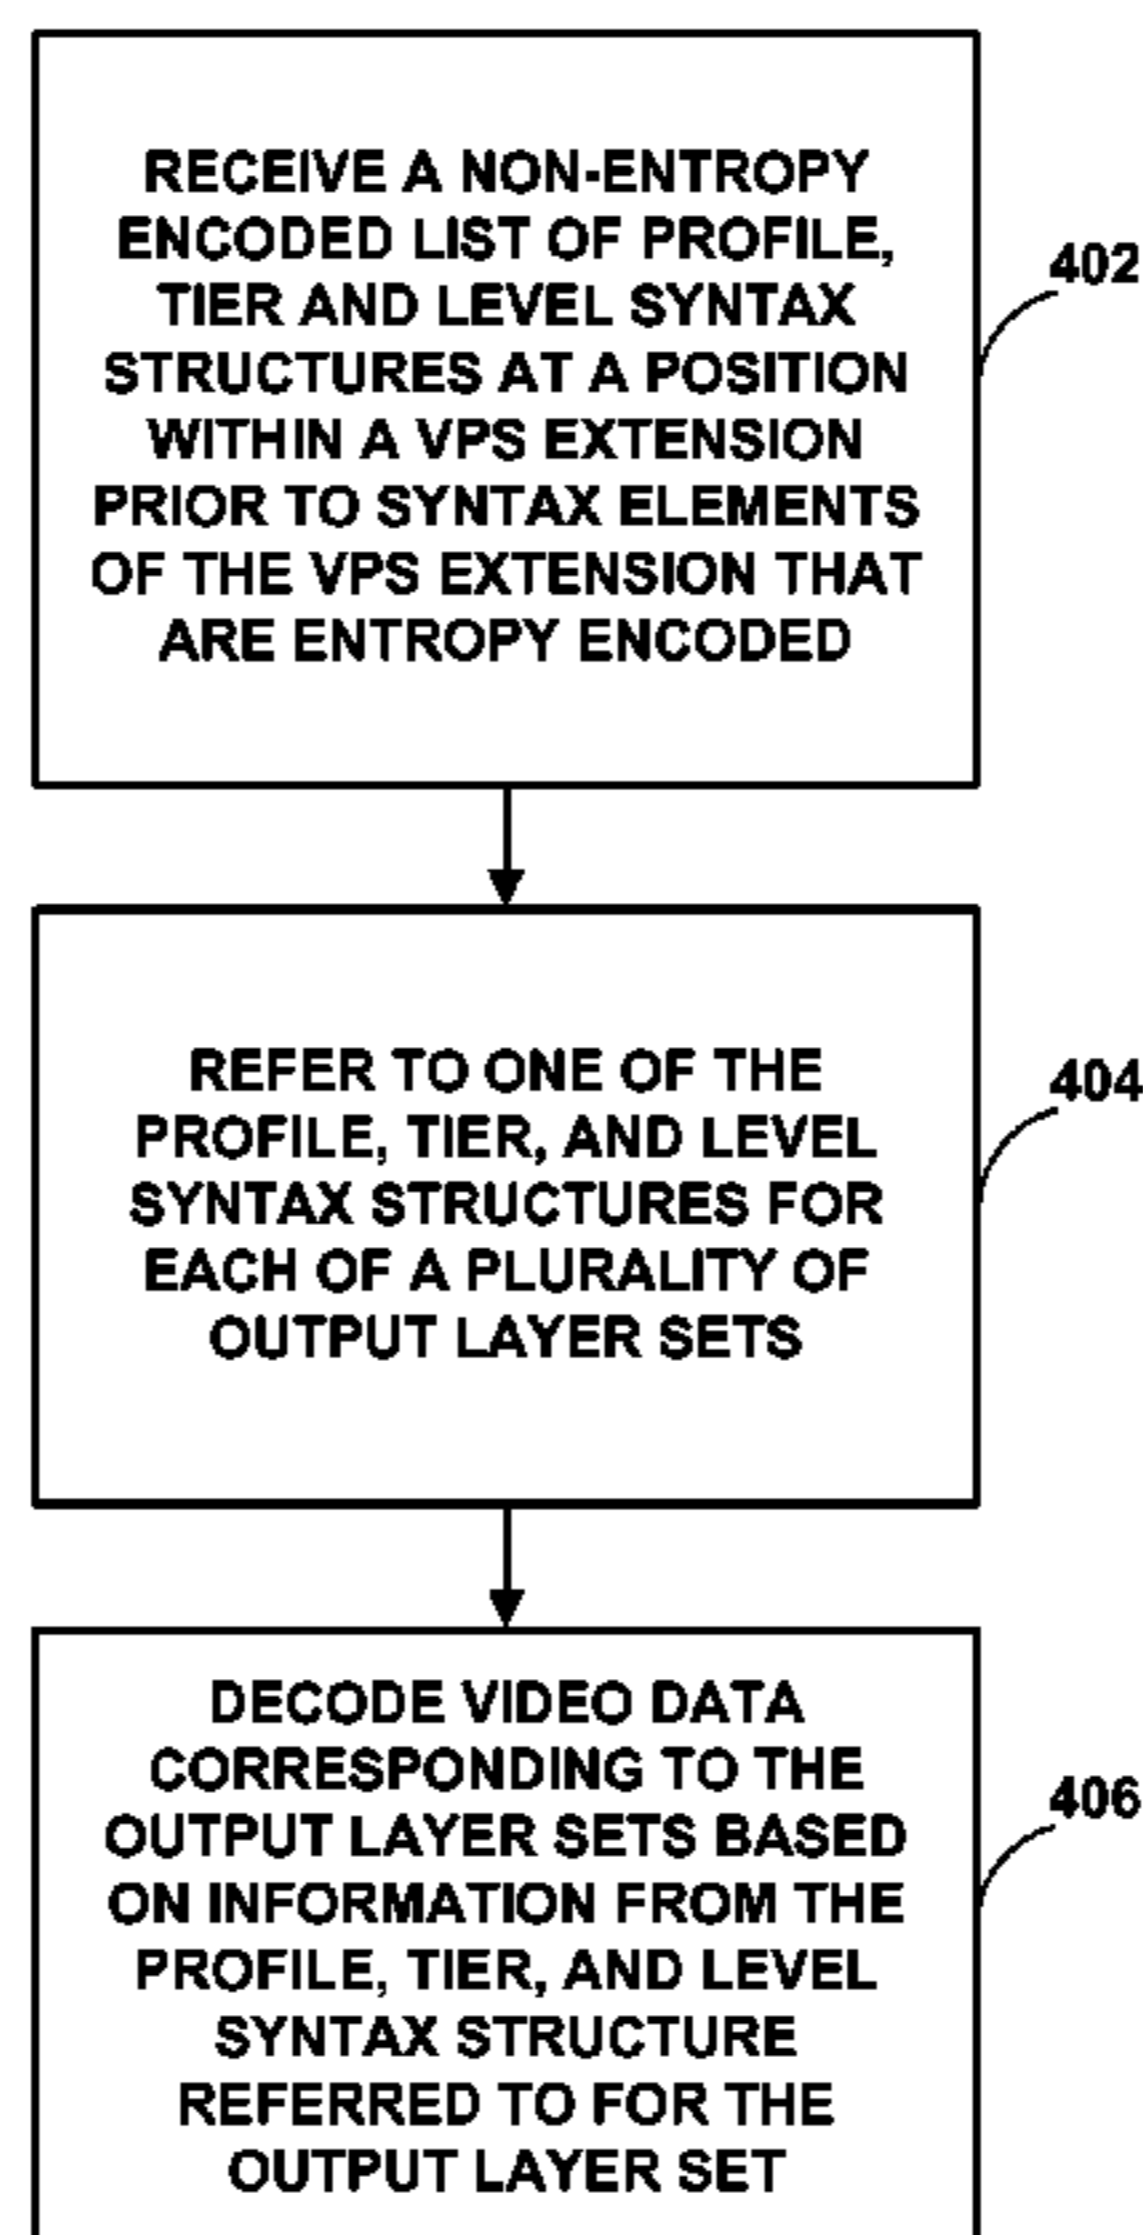 RECEIVE A NON-ENTROPY
ENCODED LIST OF PROFILE,
TIER AND LEVEL SYNTAX
STRUCTURES AT A POSITION
WITHIN A VPS EXTENSION
PRIOR TO SYNTAX ELEMENTS
OF THE VPS EXTENSION THAT
ARE ENTROPY ENCODED
402
REFER TO ONE OF THE
PROFILE, TIER, AND LEVEL
SYNTAX STRUCTURES FOR
EACH OF A PLURALITY OF
OUTPUT LAYER SETS
404
DECODE VIDEO DATA
CORRESPONDING TO THE
OUTPUT LAYER SETS BASED
ON INFORMATION FROM THE
PROFILE, TIER, AND LEVEL
SYNTAX STRUCTURE
REFERRED TO FOR THE
OUTPUT LAYER SET
406